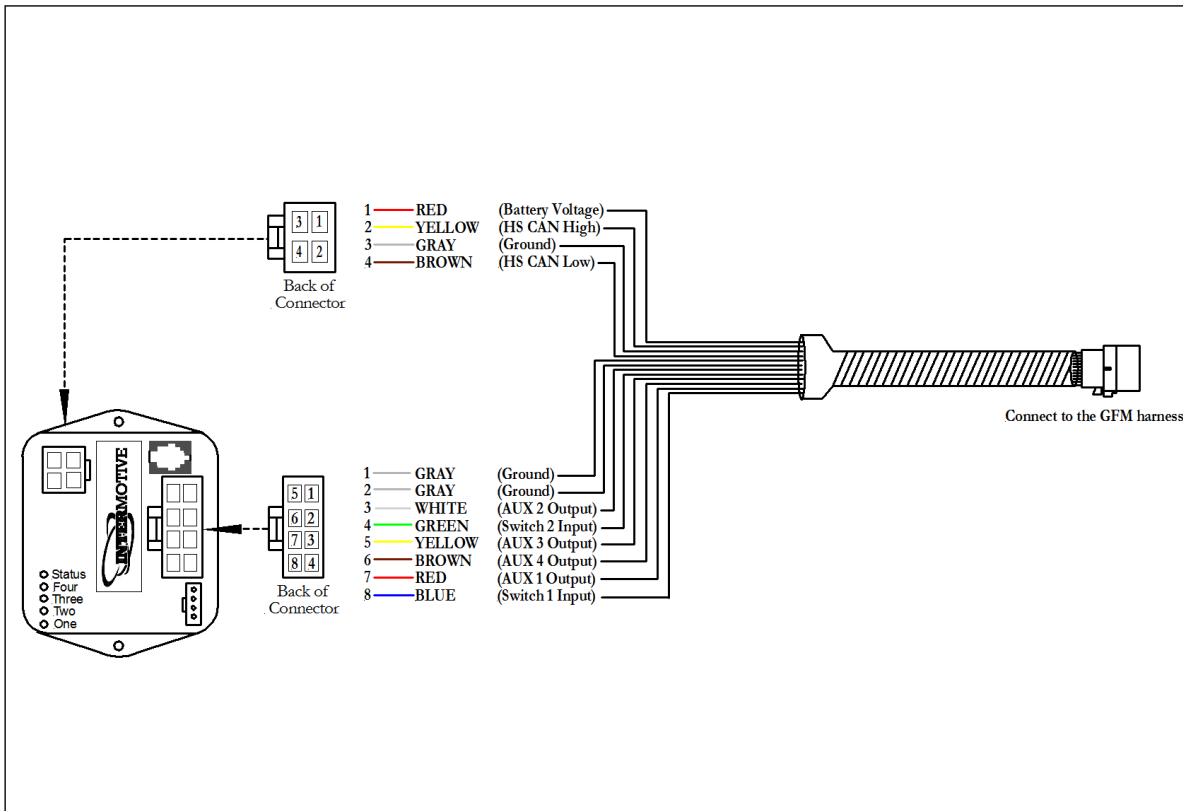 3 1
4 2
Back of
Connector
1 RED (Battery Voltage)
2 YELLOW (HS CAN High)
3 GRAY (Ground)
4 BROWN (HS CAN Low)
Connect to the GFM harness
INTERMOTIVE
Status
Four
Three
Two
One
5 1
6 2
7 3
8 4
Back of
Connector
1 GRAY (Ground)
2 GRAY (Ground)
3 WHITE (AUX 2 Output)
4 GREEN (Switch 2 Input)
5 YELLOW (AUX 3 Output)
6 BROWN (AUX 4 Output)
7 RED (AUX 1 Output)
8 BLUE (Switch 1 Input)